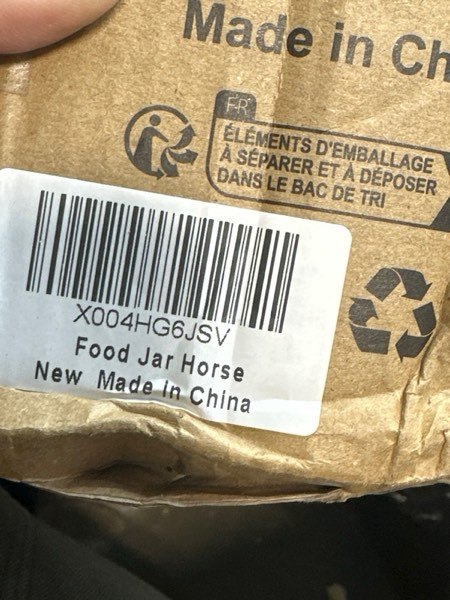 Made in Ch
FR
ÉLÉMENTS D'EMBALLAGE
À SÉPARER ET À DÉPOSER
DANS LE BAC DE TRI
X004HG6JSV
Food Jar Horse
New Made in China